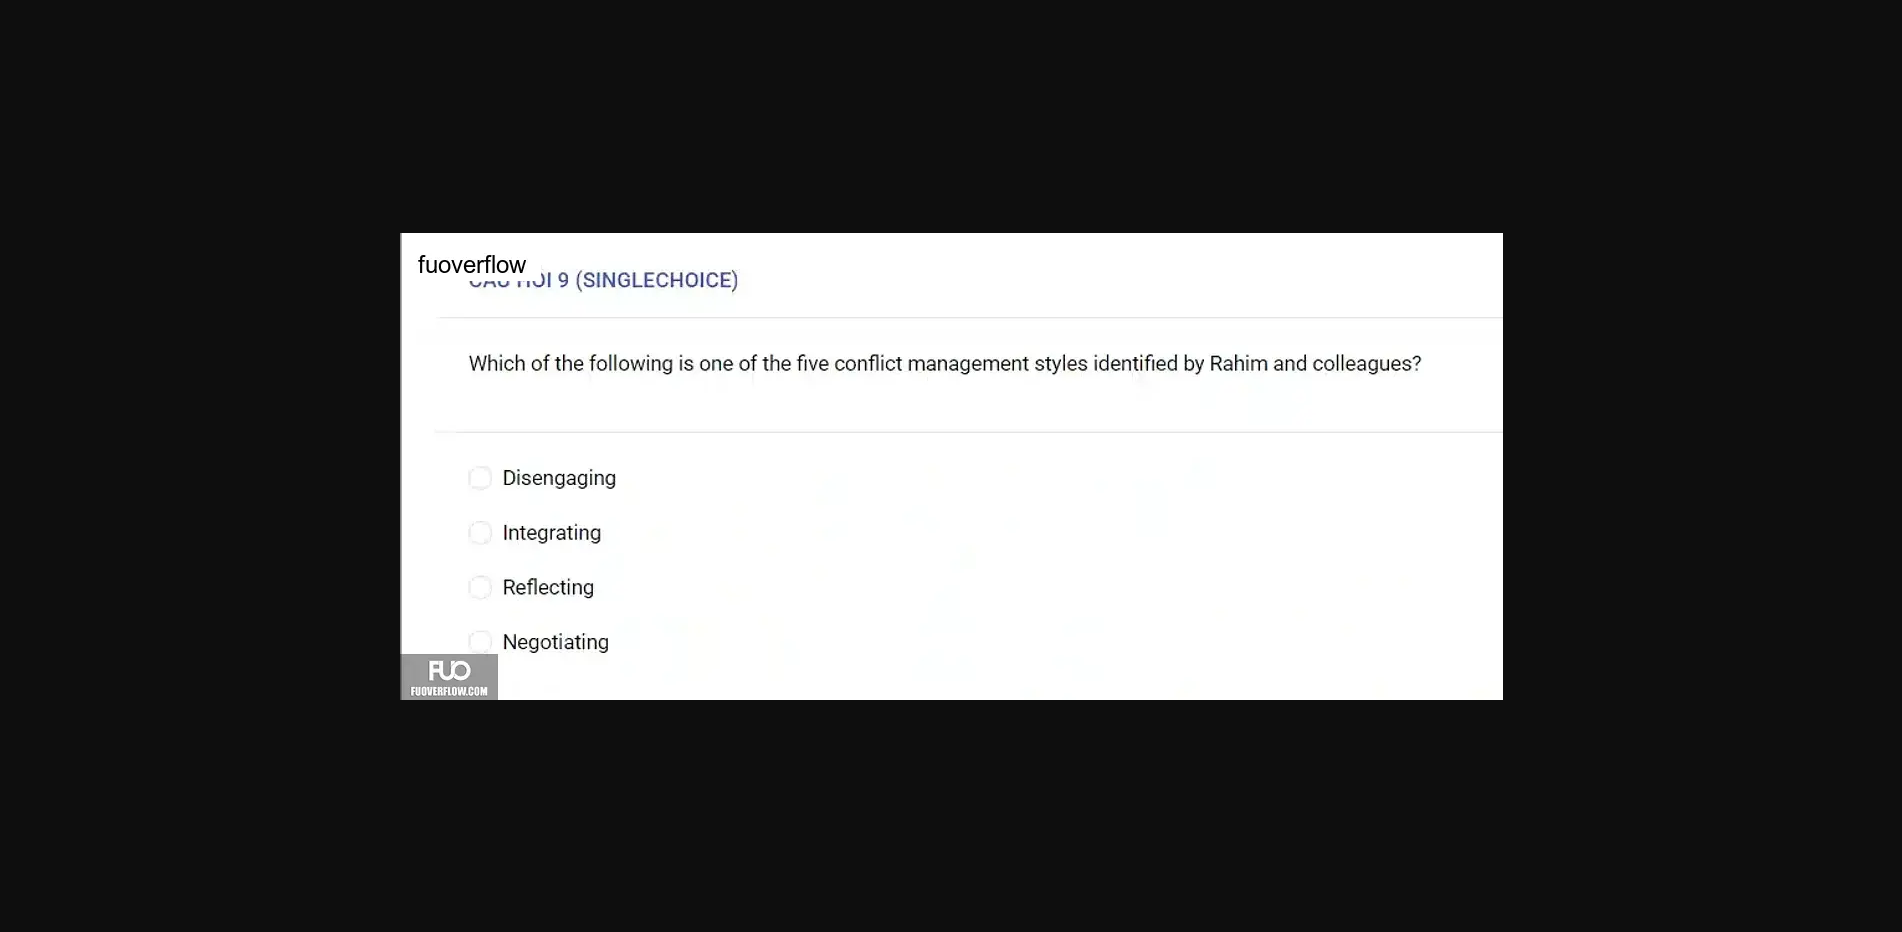 fuoverflow
9 (SINGLECHOICE)
Which of the following is one of the five conflict management styles identified by Rahim and colleagues?
Disengaging
Integrating
Reflecting
Negotiating
FUO
FUOVERFLOW.COM